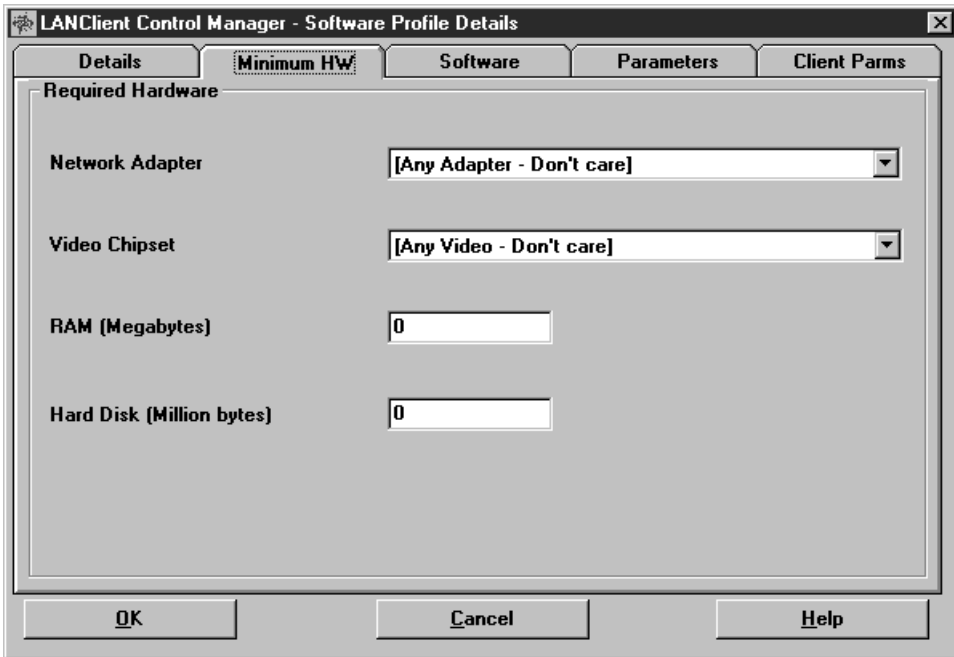 LANClient Control Manager - Software Profile Details
Details Minimum HW Software Parameters Client Parms
Required Hardware
Network Adapter [Any Adapter - Don't care]
Video Chipset [Any Video - Don't care]
RAM (Megabytes) 0
Hard Disk (Million bytes) 0
OK Cancel Help